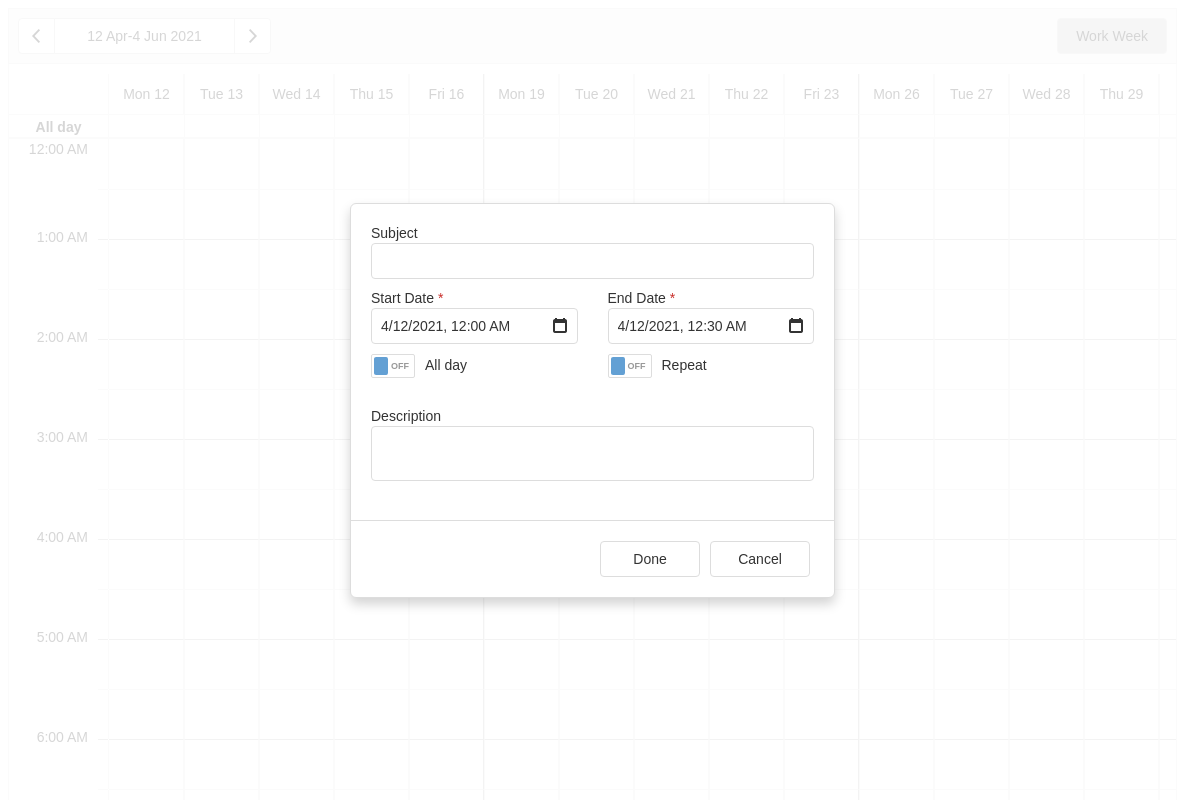 12 Apr-4 Jun 2021 Work Week
Mon 12 Tue 13 Wed 14 Thu 15 Fri 16 Mon 19 Tue 20 Wed 21 Thu 22 Fri 23 Mon 26 Tue 27 Wed 28 Thu 29
All day
12:00 AM
1:00 AM
2:00 AM
3:00 AM
4:00 AM
5:00 AM
6:00 AM
Subject
Start Date * End Date *
4/12/2021, 12:00 AM 4/12/2021, 12:30 AM
OFF All day OFF Repeat
Description
Done Cancel